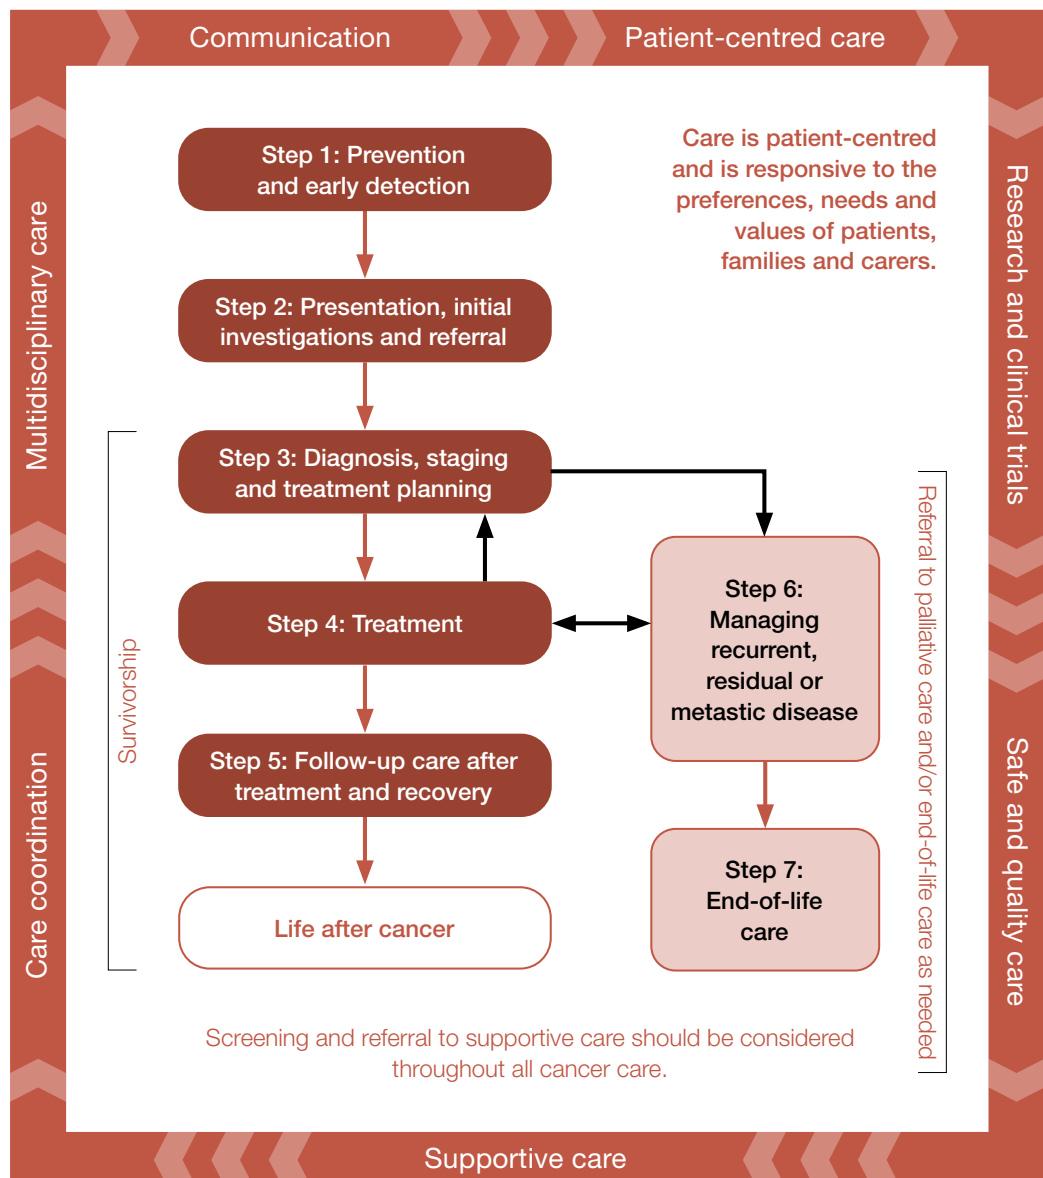 Communication
Patient-centred care
Multidisciplinary care
Care coordination
Research and clinical trials
Safe and quality care
Care is patient-centred
and is responsive to the
preferences, needs and
values of patients,
families and carers.
Step 1: Prevention
and early detection
Step 2: Presentation, initial
investigations and referral
Step 3: Diagnosis, staging
and treatment planning
Step 4: Treatment
Step 5: Follow-up care after
treatment and recovery
Life after cancer
Survivorship
Step 6:
Managing
recurrent,
residual or
metastic disease
Step 7:
End-of-life
care
Referral to palliative care and/or end-of-life care as needed
Screening and referral to supportive care should be considered
throughout all cancer care.
Supportive care